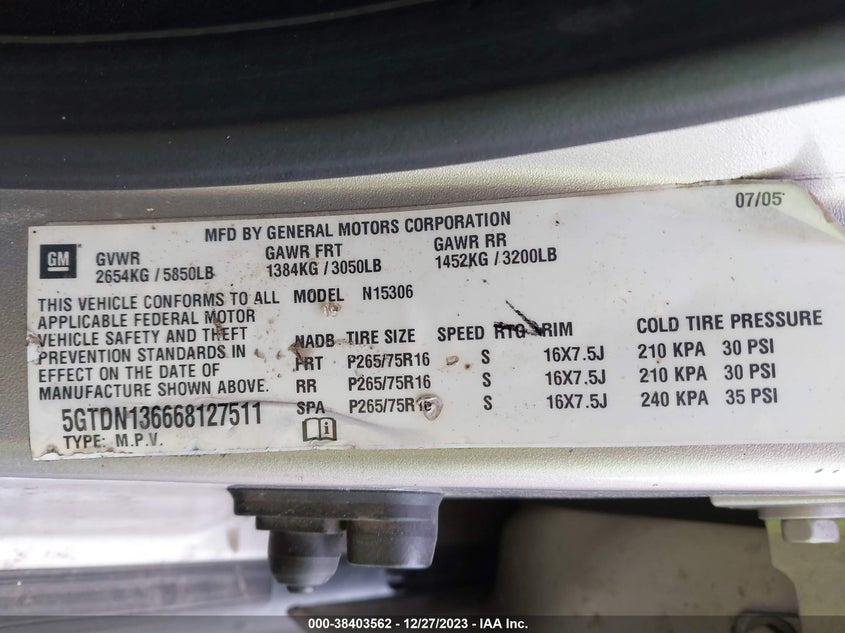 07/05
MFD BY GENERAL MOTORS CORPORATION
GM
GVWR GAWR FRT GAWR RR
2654KG / 5850LB 1384KG / 3050LB 1452KG / 3200LB
THIS VEHICLE CONFORMS TO ALL
APPLICABLE FEDERAL MOTOR
VEHICLE SAFETY AND THEFT
PREVENTION STANDARDS IN
EFFECT ON THE DATE OF
MANUFACTURE SHOWN ABOVE.
5GTDN136668127511
TYPE: M.P.V.
MODEL N15306
NADB TIRE SIZE SPEED RTG RIM COLD TIRE PRESSURE
FRT P265/75R16 S 16X7.5J 210 KPA 30 PSI
RR P265/75R16 S 16X7.5J 210 KPA 30 PSI
SPA P265/75R16 S 16X7.5J 240 KPA 35 PSI
000-38403562 - 12/27/2023 - IAA Inc.